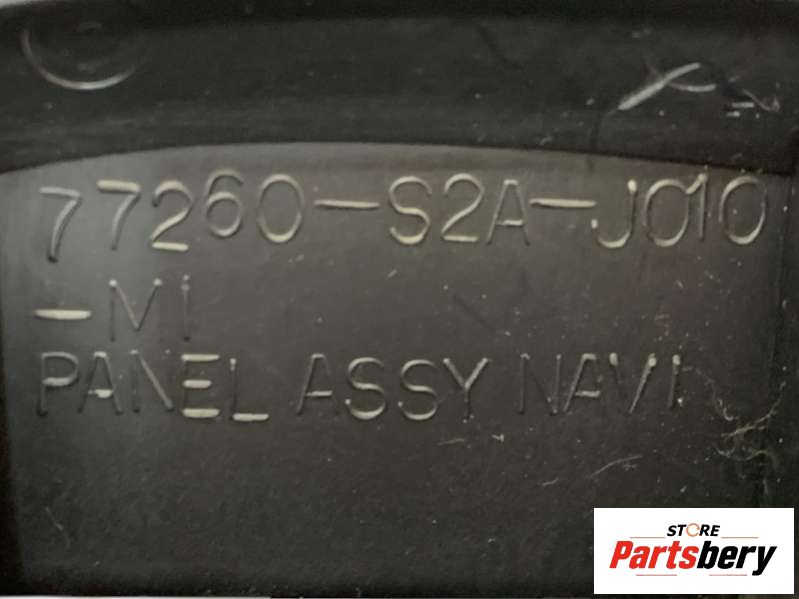 77260-S2A-J010
-M1
PANEL ASSY NAVI
STORE
Partsbery